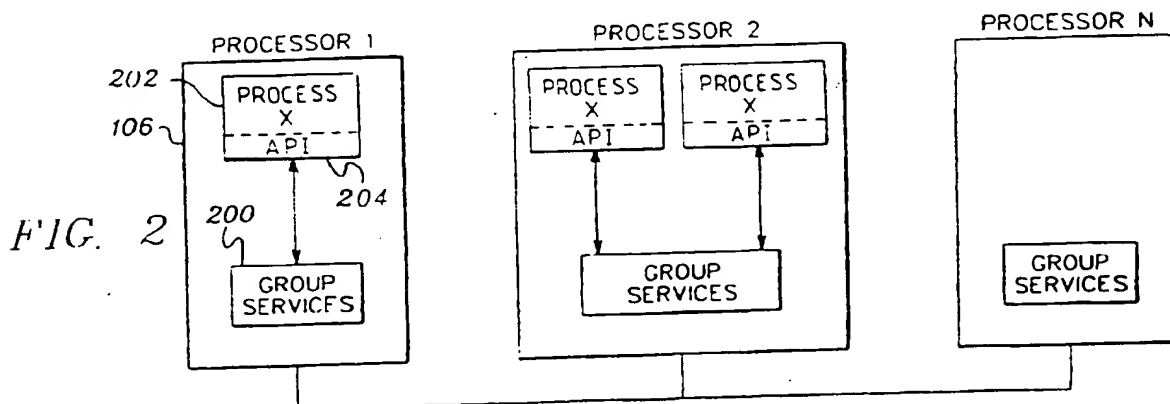 PROCESSOR 1
PROCESSOR 2
PROCESSOR N
202
PROCESS
X
API
PROCESS
X
API
PROCESS
X
API
106
204
200
FIG. 2
GROUP
SERVICES
GROUP
SERVICES
GROUP
SERVICES